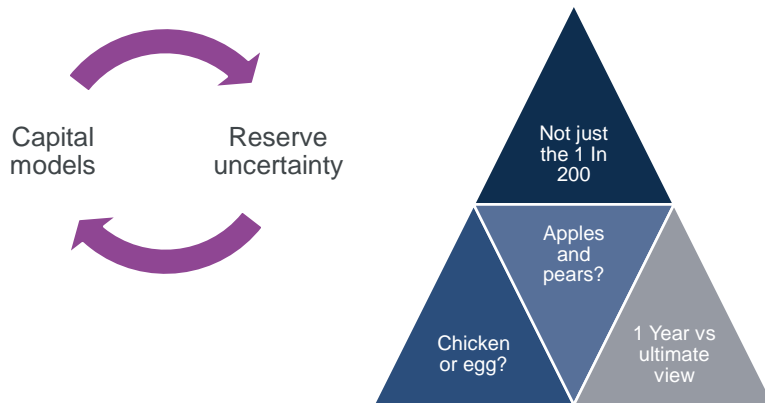 Capital
models
Reserve
uncertainty
Not just
the 1 In
200
Apples
and
pears?
Chicken
or egg?
1 Year vs
ultimate
view